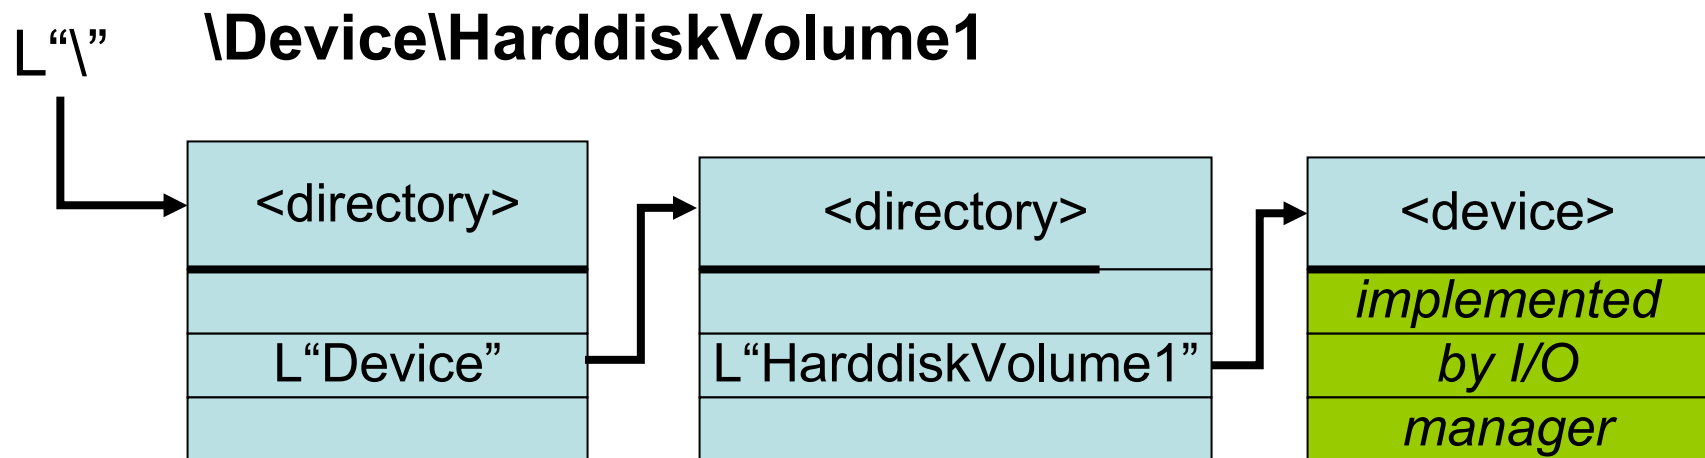 L“\”
\Device\HarddiskVolume1
<directory>
L“Device”
<directory>
L“HarddiskVolume1”
<device>
implemented
by I/O
manager